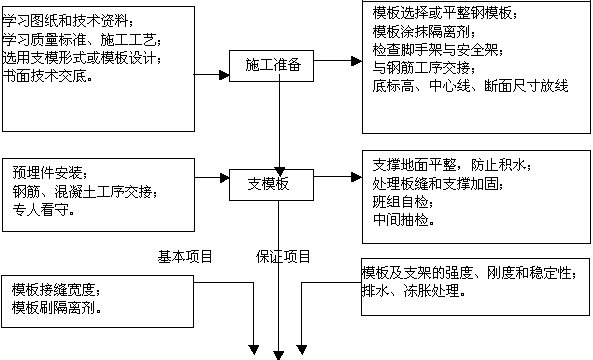 学习图纸和技术资料；
学习质量标准、施工工艺；
选用支模形式或模板设计；
书面技术交底。
施工准备
模板选择或平整钢模板；
模板涂抹隔离剂；
检查脚手架与安全架；
与钢筋工序交接；
底标高、中心线、断面尺寸放线
预埋件安装；
钢筋、混凝土工序交接；
专人看守。
支模板
支撑地面平整，防止积水；
处理板缝和支撑加固；
班组自检；
中间抽检。
基本项目
保证项目
模板接缝宽度；
模板刷隔离剂。
模板及支架的强度、刚度和稳定性；
排水、冻胀处理。